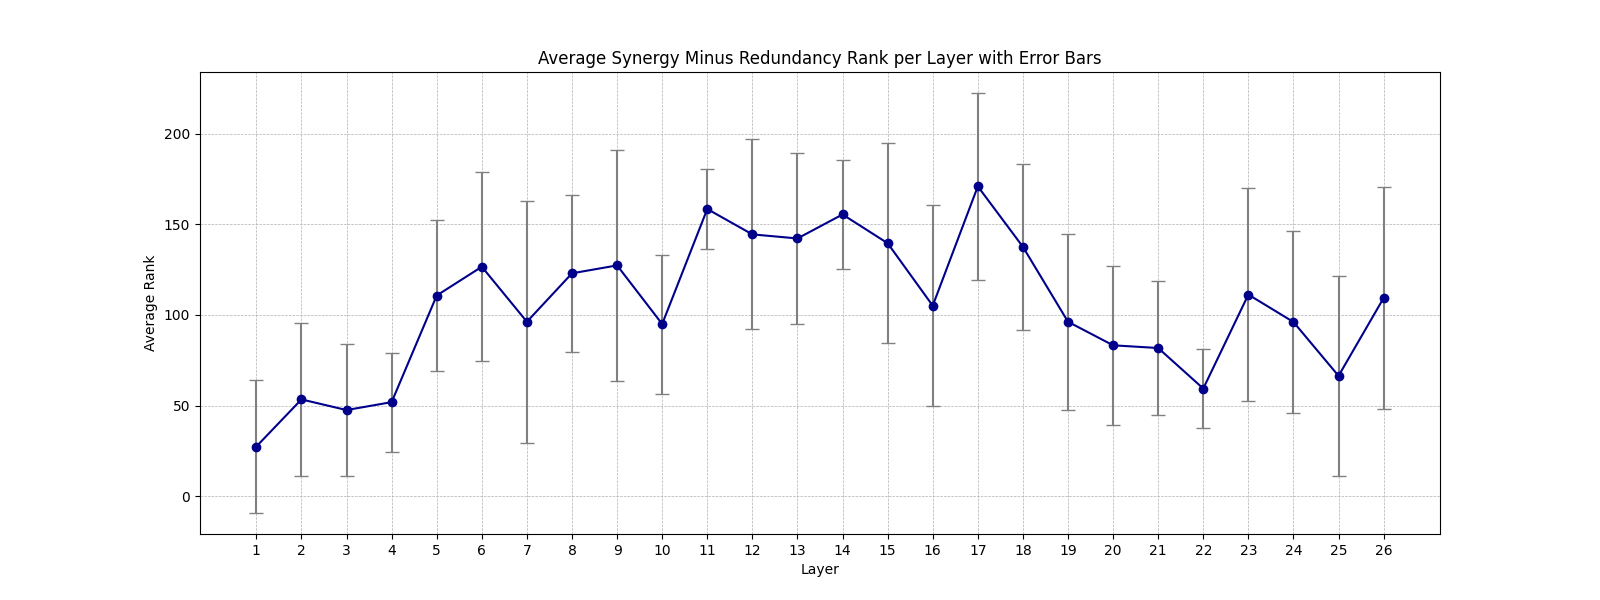 Average Synergy Minus Redundancy Rank per Layer with Error Bars
Average Rank
200
150
100
50
0
1 2 3 4 5 6 7 8 9 10 11 12 13 14 15 16 17 18 19 20 21 22 23 24 25 26
Layer